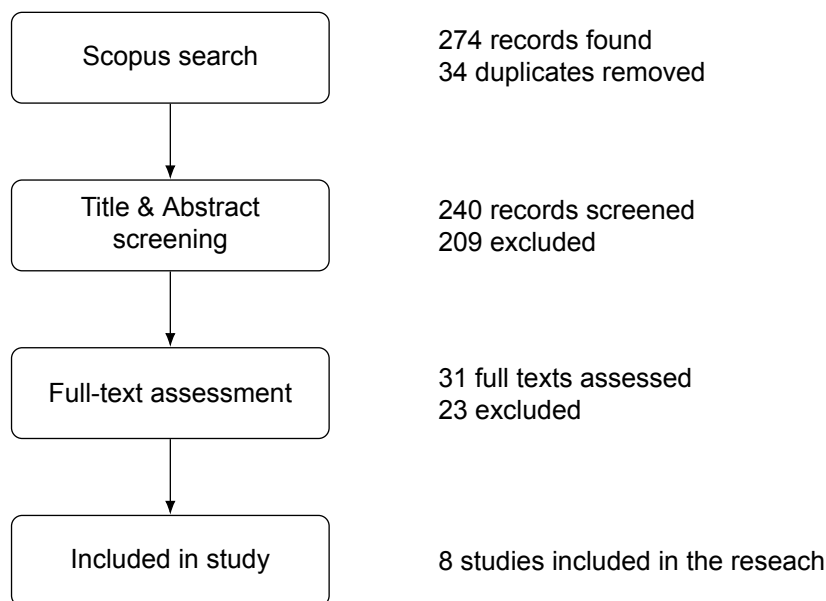 Scopus search
274 records found
34 duplicates removed
Title & Abstract
screening
240 records screened
209 excluded
Full-text assessment
31 full texts assessed
23 excluded
Included in study
8 studies included in the reseach